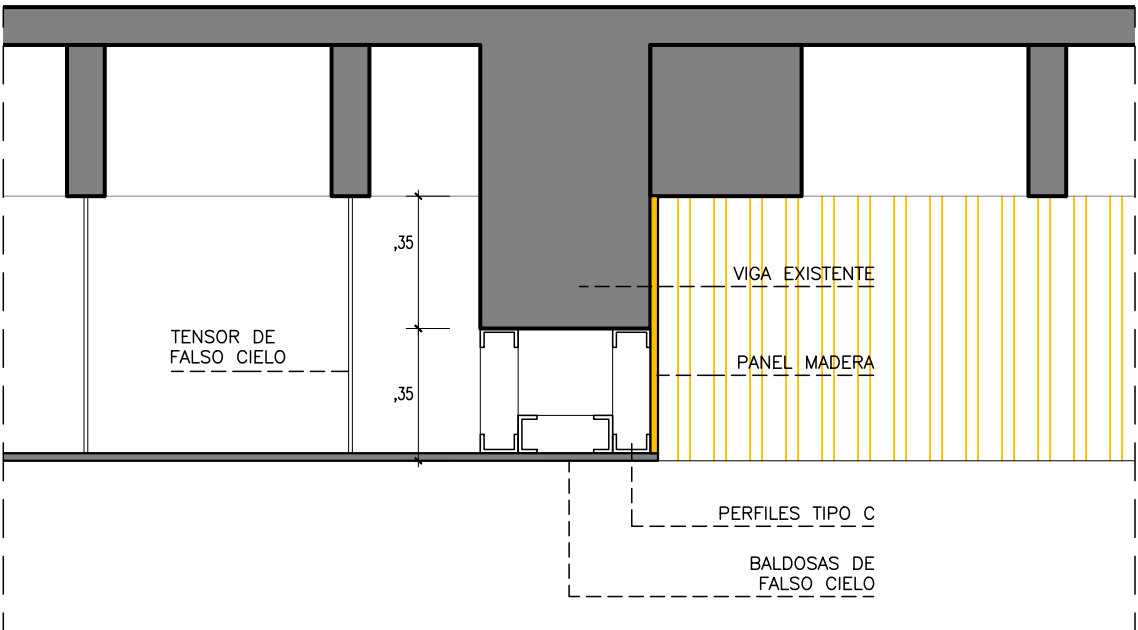 ,35
VIGA EXISTENTE
TENSOR DE
FALSO CIELO
PANEL MADERA
,35
PERFILES TIPO C
BALDOSAS DE
FALSO CIELO